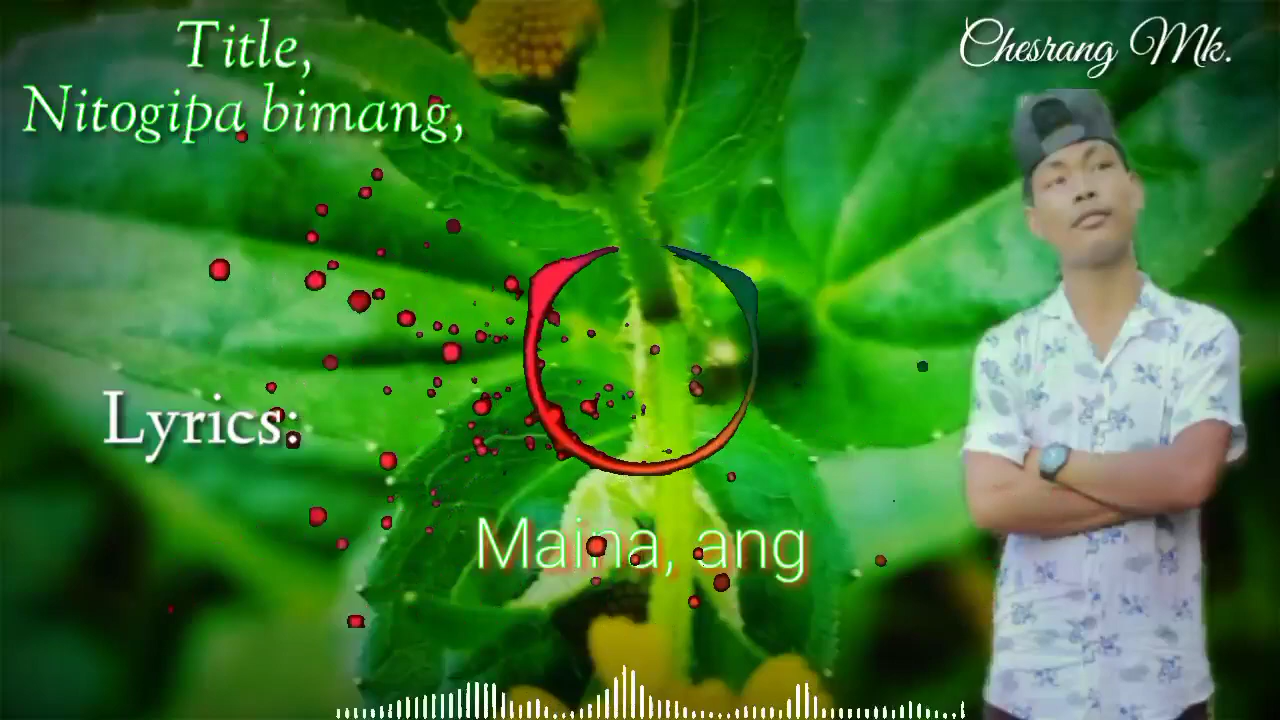 Title,
Nitogipa bimang,
Chesrang Mk.
Lyrics:
Maina, ang